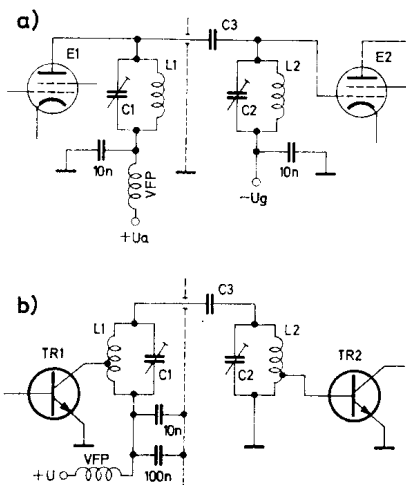 a)
C3
E1
E2
L1
L2
C1
C2
10n
10n
VFP
+Ua
-Ug
b)
C3
L1
L2
TR1
C1
C2
TR2
10n
100n
VFP
+U